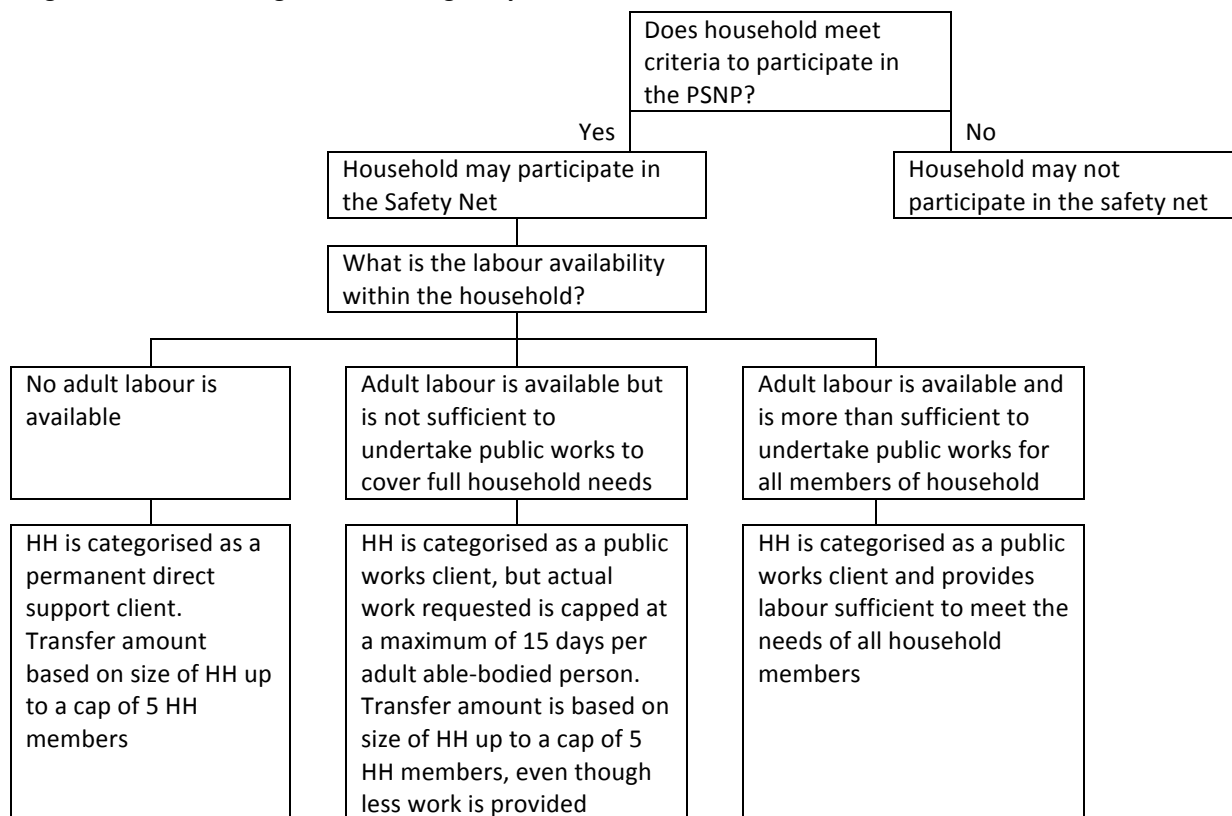 Does household meet
criteria to participate in
the PSNP?
Yes
No
Household may participate in
the Safety Net
Household may not
participate in the safety net
What is the labour availability
within the household?
No adult labour is
available
Adult labour is available but
is not sufficient to
undertake public works to
cover full household needs
Adult labour is available and
is more than sufficient to
undertake public works for
all members of household
HH is categorised as a
permanent direct
support client.
Transfer amount
based on size of HH up
to a cap of 5 HH
members
HH is categorised as a public
works client, but actual
work requested is capped at
a maximum of 15 days per
adult able-bodied person.
Transfer amount is based on
size of HH up to a cap of 5
HH members, even though
less work is provided
HH is categorised as a public
works client and provides
labour sufficient to meet the
needs of all household
members